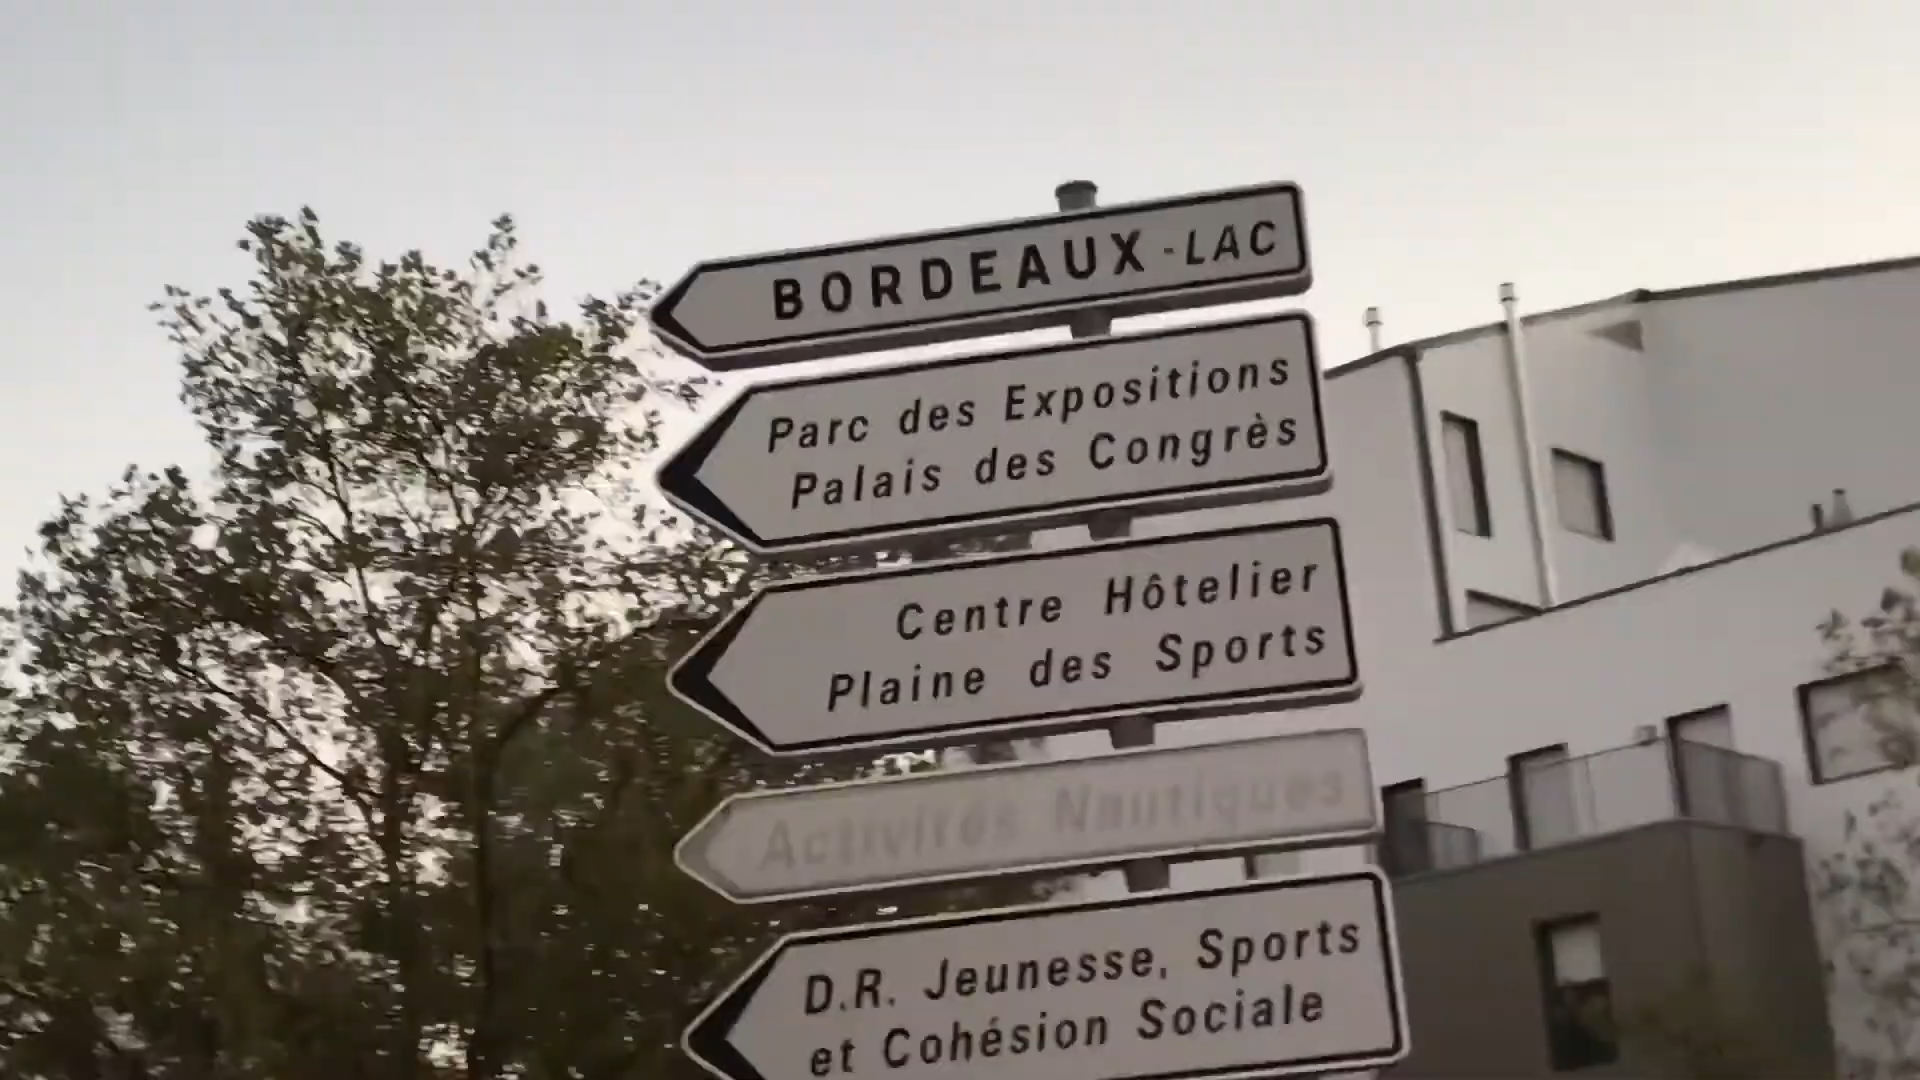 BORDEAUX-LAC
Parc des Expositions
Palais des Congrès
Centre Hôtelier
Plaine des Sports
Activités Nautiques
D.R. Jeunesse, Sports
et Cohésion Sociale